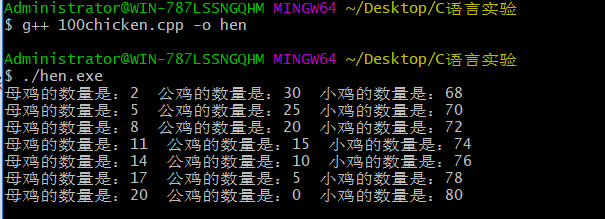 Administrator@WIN-787LSSNGQHM MINGW64 ~/Desktop/C语言实验
$ g++ 100chicken.cpp -o hen
Administrator@WIN-787LSSNGQHM MINGW64 ~/Desktop/C语言实验
$ ./hen.exe
母鸡的数量是：2 公鸡的数量是：30 小鸡的数量是：68
母鸡的数量是：5 公鸡的数量是：25 小鸡的数量是：70
母鸡的数量是：8 公鸡的数量是：20 小鸡的数量是：72
母鸡的数量是：11 公鸡的数量是：15 小鸡的数量是：74
母鸡的数量是：14 公鸡的数量是：10 小鸡的数量是：76
母鸡的数量是：17 公鸡的数量是：5 小鸡的数量是：78
母鸡的数量是：20 公鸡的数量是：0 小鸡的数量是：80